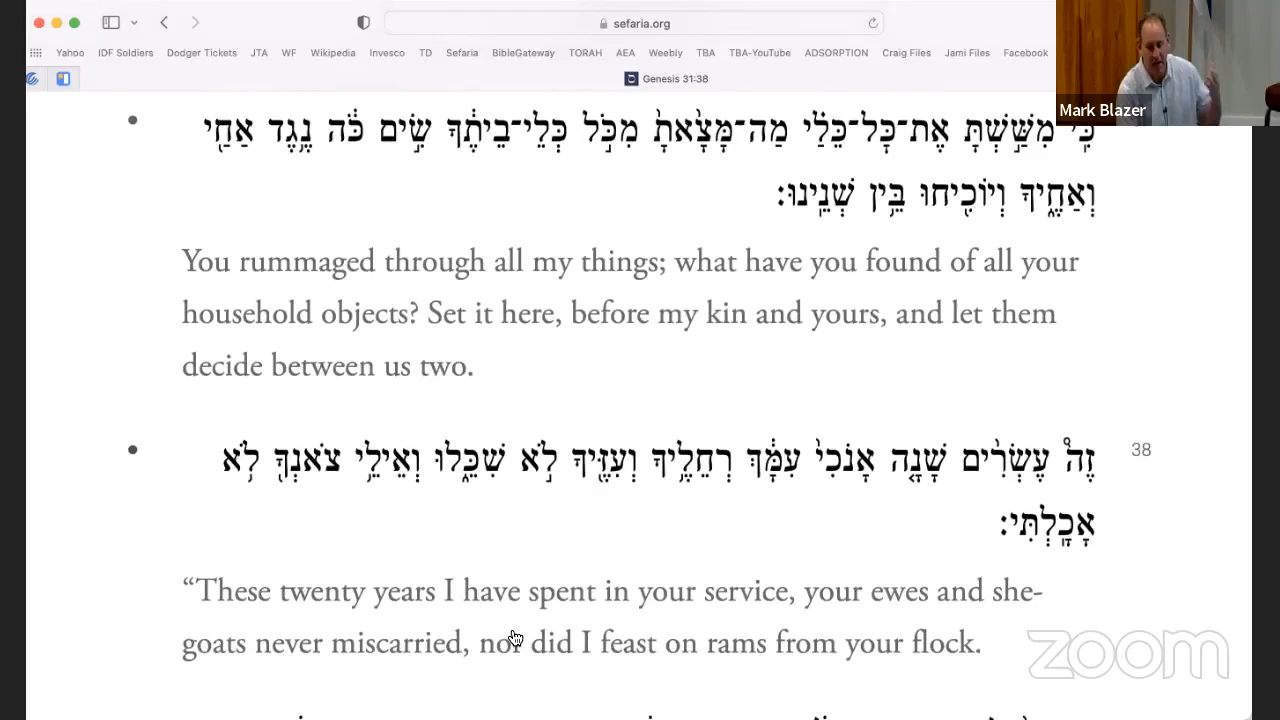 sefaria.org
Yahoo IDF Soldiers Dodger Tickets JTA WF Wikipedia Invesco TD Sefaria BibleGateway TORAH AEA Weebly TBA TBA-YouTube ADSORPTION Craig Files Jami Files Facebook
Genesis 31:38
Mark Blazer
כִּֽי־מִשַּׁ֣שְׁתָּ אֶת־כׇּל־כֵּלַ֗י מַה־מָּצָ֙אתָ֙ מִכֹּ֣ל כְּלֵי־בֵיתֶ֔ךָ שִׂ֣ים כֹּ֔ה נֶ֥גֶד אַחַ֖י
וְאַחֶ֑יךָ וְיוֹכִ֖יחוּ בֵּ֥ין שְׁנֵֽינוּ׃
You rummaged through all my things; what have you found of all your
household objects? Set it here, before my kin and yours, and let them
decide between us two.
38
זֶה֩ עֶשְׂרִ֨ים שָׁנָ֤ה אָנֹכִי֙ עִמָּ֔ךְ רְחֵלֶ֥יךָ וְעִזֶּ֖יךָ לֹ֣א שִׁכֵּ֑לוּ וְאֵילֵ֥י צֹאנְךָ֖ לֹ֥א
אָכָֽלְתִּי׃
“These twenty years I have spent in your service, your ewes and she-
goats never miscarried, nor did I feast on rams from your flock.
zoom